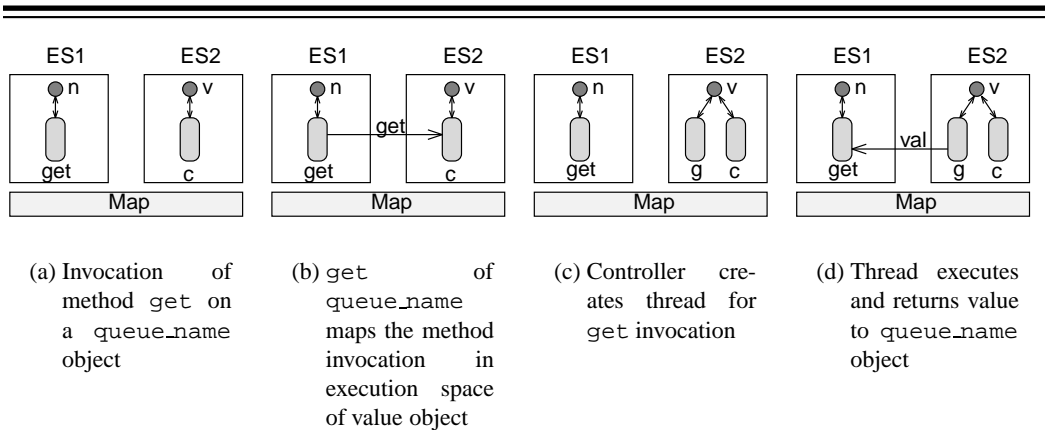 ES1 ES2 ES1 ES2 ES1 ES2 ES1 ES2
n v n v n v n v
get
val
get c get c get g c get g c
Map Map Map Map
(a) Invocation of
method get on
a queue_name
object
(b) get of
queue_name
maps the method
invocation in
execution space
of value object
(c) Controller cre-
ates thread for
get invocation
(d) Thread executes
and returns value
to queue_name
object